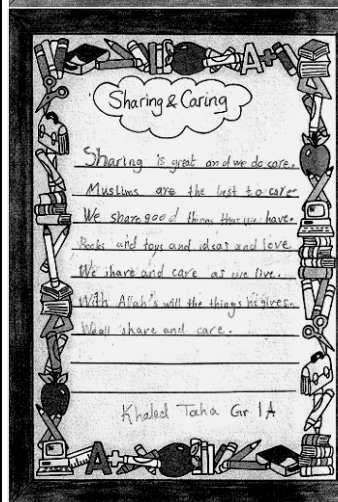 A+
Sharing & Caring
Sharing is great and we do care.
Muslims are the best to care
We share good things that we have.
Books and toys and ideas and love
We share and care as we live.
With Allah's will the things he gives.
We all share and care.
Khaled Taha Gr 1A
A+